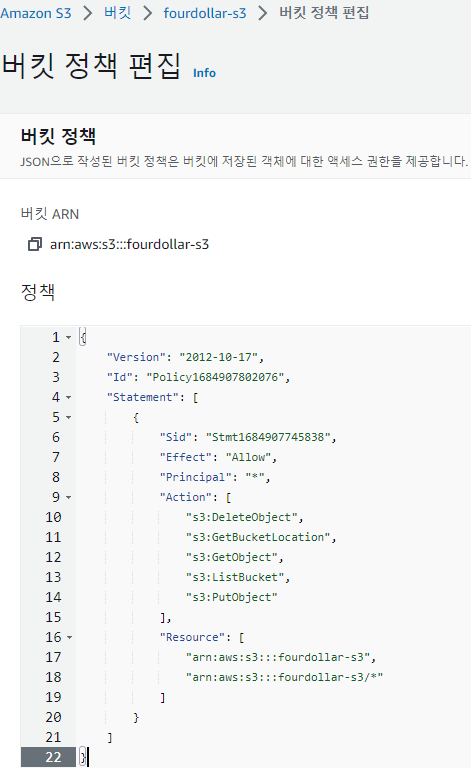 Amazon S3 > 버킷 > fourdollar-s3 > 버킷 정책 편집
버킷 정책 편집 Info
버킷 정책
JSON으로 작성된 버킷 정책은 버킷에 저장된 객체에 대한 액세스 권한을 제공합니다.
버킷 ARN
arn:aws:s3:::fourdollar-s3
정책
1 {
2 "Version": "2012-10-17",
3 "Id": "Policy1684907802076",
4 "Statement": [
5 {
6 "Sid": "Stmt1684907745838",
7 "Effect": "Allow",
8 "Principal": "*",
9 "Action": [
10 "s3:DeleteObject",
11 "s3:GetBucketLocation",
12 "s3:GetObject",
13 "s3:ListBucket",
14 "s3:PutObject"
15 ],
16 "Resource": [
17 "arn:aws:s3:::fourdollar-s3",
18 "arn:aws:s3:::fourdollar-s3/*"
19 ]
20 }
21 ]
22 }